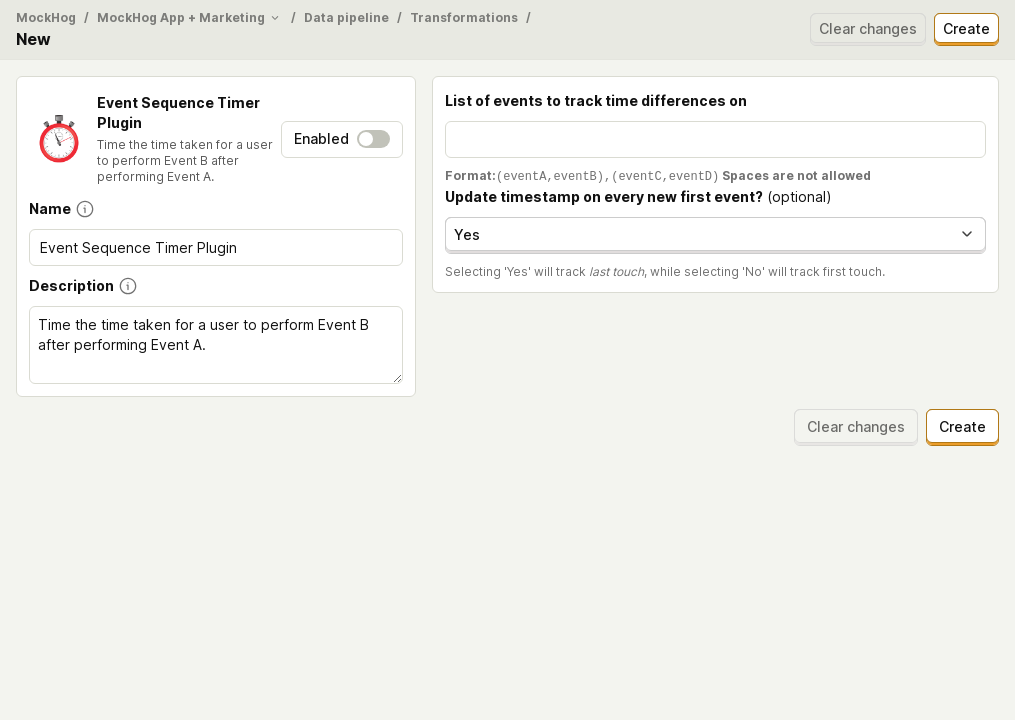 MockHog / MockHog App + Marketing / Data pipeline / Transformations /
New
Clear changes
Create
Event Sequence Timer
Plugin
Time the time taken for a user
to perform Event B after
performing Event A.
Enabled
Name
Event Sequence Timer Plugin
Description
Time the time taken for a user to perform Event B
after performing Event A.
List of events to track time differences on
Format:(eventA,eventB),(eventC,eventD) Spaces are not allowed
Update timestamp on every new first event? (optional)
Yes
Selecting 'Yes' will track last touch, while selecting 'No' will track first touch.
Clear changes
Create